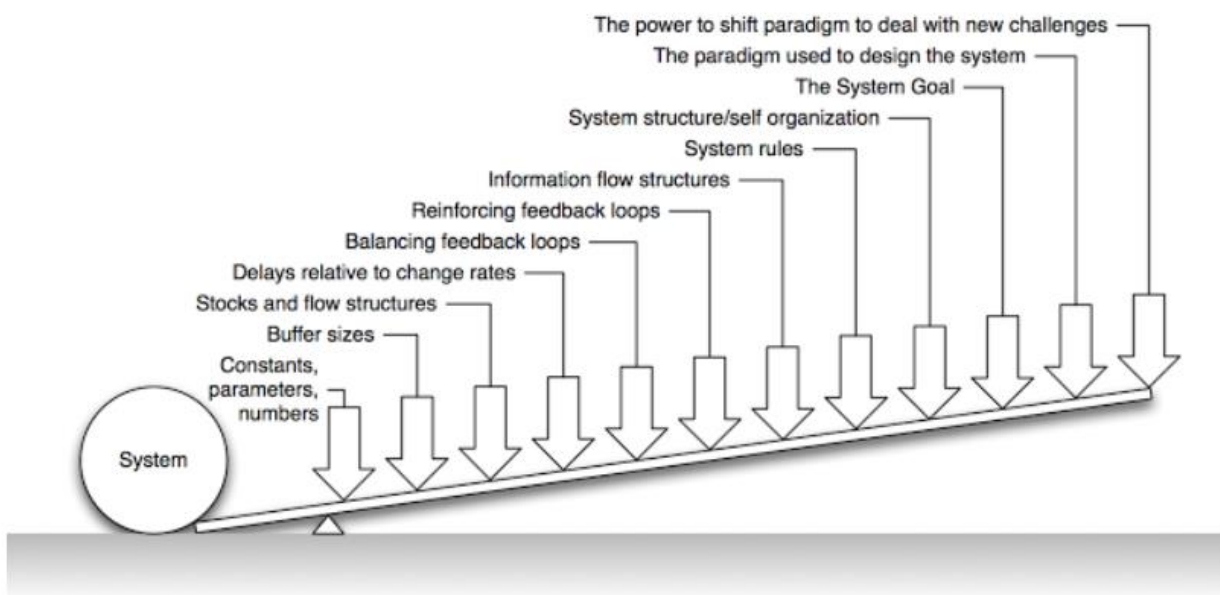 The power to shift paradigm to deal with new challenges
The paradigm used to design the system
The System Goal
System structure/self organization
System rules
Information flow structures
Reinforcing feedback loops
Balancing feedback loops
Delays relative to change rates
Stocks and flow structures
Buffer sizes
Constants,
parameters,
numbers
System